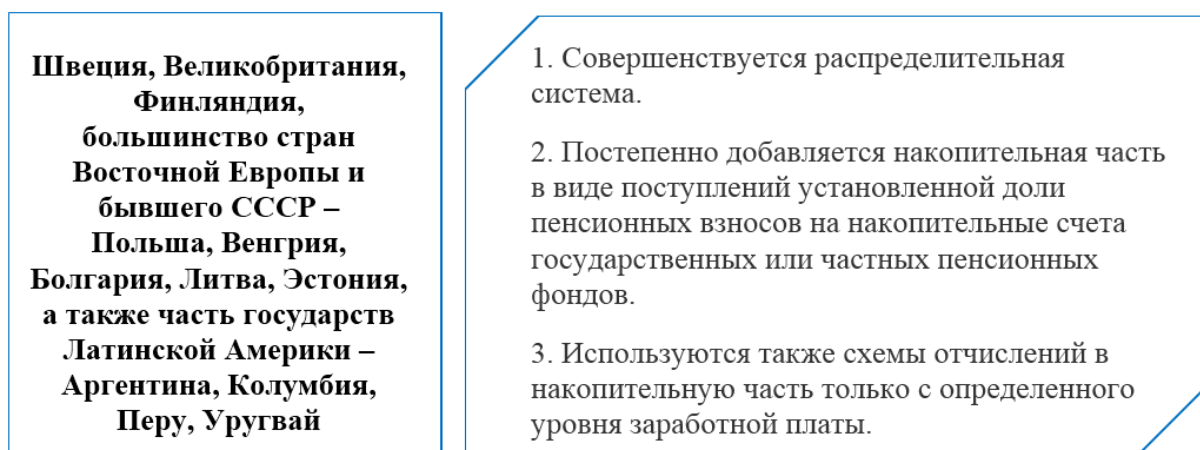 Швеция, Великобритания,
Финляндия,
большинство стран
Восточной Европы и
бывшего СССР –
Польша, Венгрия,
Болгария, Литва, Эстония,
а также часть государств
Латинской Америки –
Аргентина, Колумбия,
Перу, Уругвай
1. Совершенствуется распределительная
система.
2. Постепенно добавляется накопительная часть
в виде поступлений установленной доли
пенсионных взносов на накопительные счета
государственных или частных пенсионных
фондов.
3. Используются также схемы отчислений в
накопительную часть только с определенного
уровня заработной платы.